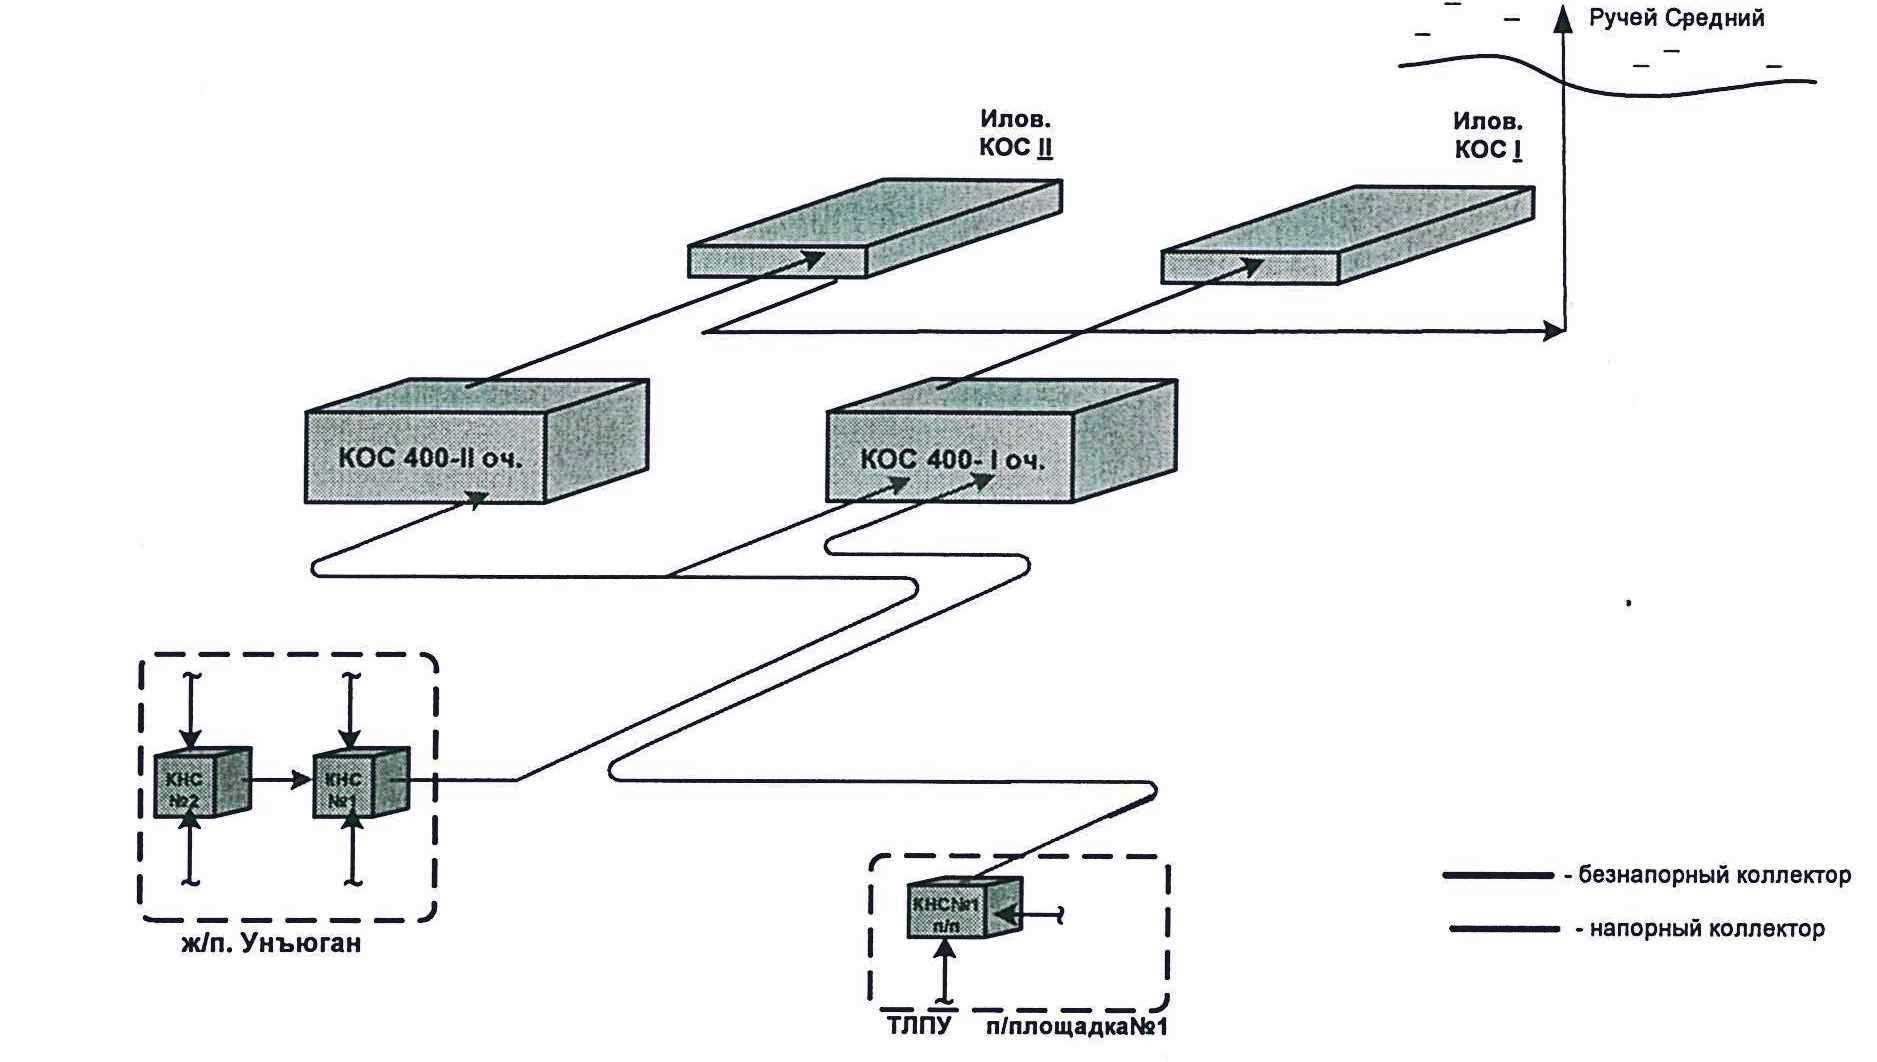 Ручей Средний
Илов.
КОС II
Илов.
КОС I
КОС 400-II оч.
КОС 400- I оч.
КНС
№2
КНС
№1
ж/п. Унъюган
КНС№1
п/п
ТЛПУ п/площадка№1
- безнапорный коллектор
- напорный коллектор